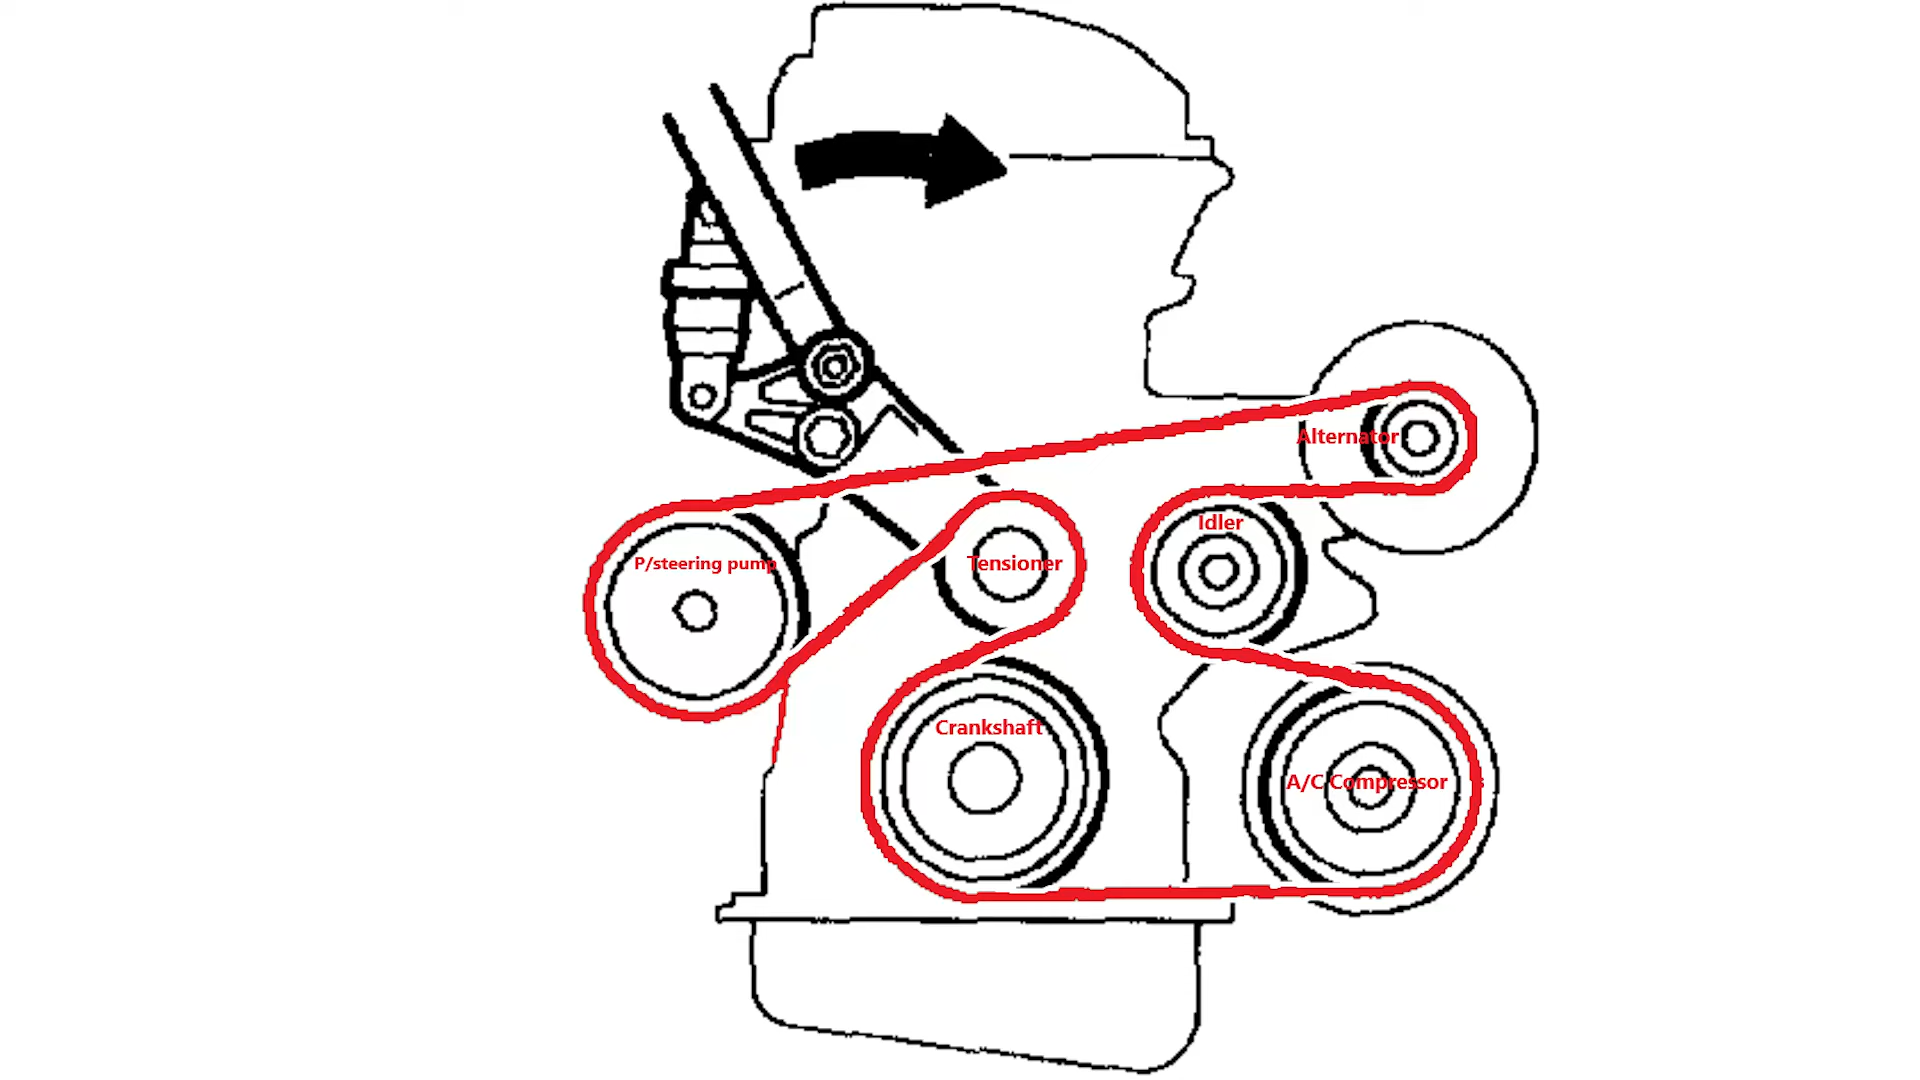 Alternator
Idler
P/steering pump
Tensioner
Crankshaft
A/C Compressor